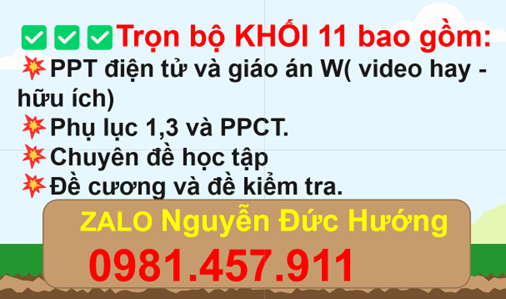 ✅✅✅Trọn bộ KHỐI 11 bao gồm:
💥PPT điện tử và giáo án W( video hay -
hữu ích)
💥Phụ lục 1,3 và PPCT.
💥Chuyên đề học tập
💥Đề cương và đề kiểm tra.
ZALO Nguyễn Đức Hướng
0981.457.911